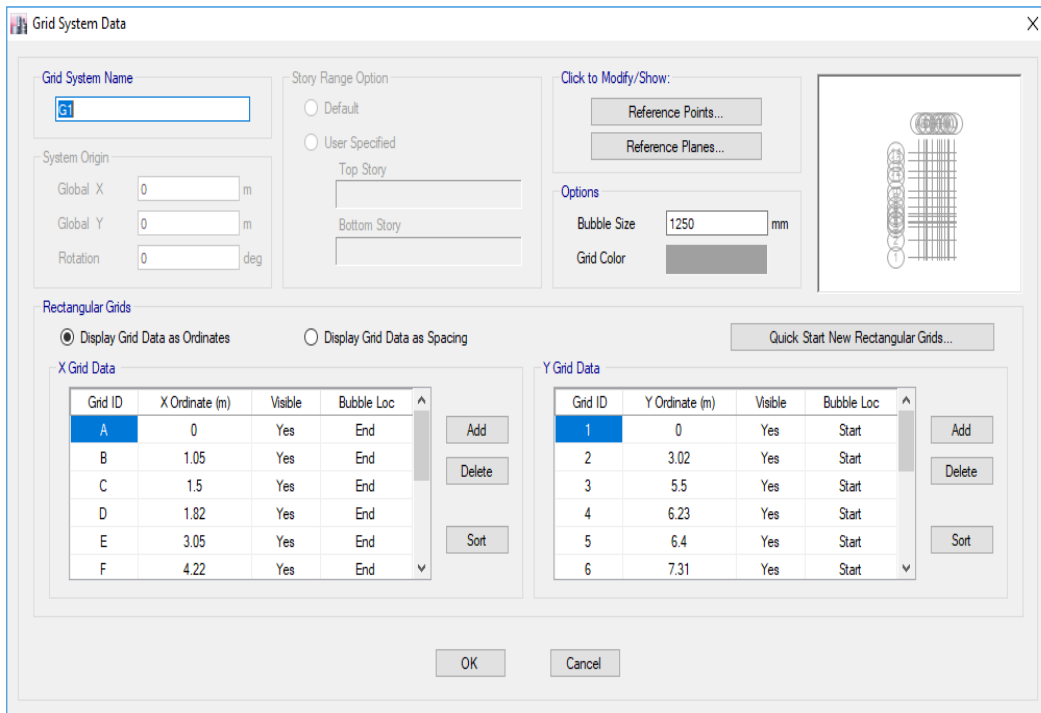 Grid System Data
Grid System Name
G1
System Origin
Global X 0 m
Global Y 0 m
Rotation 0 deg
Story Range Option
Default
User Specified
Top Story
Bottom Story
Click to Modify/Show:
Reference Points...
Reference Planes...
Options
Bubble Size 1250 mm
Grid Color
2
1
Rectangular Grids
Display Grid Data as Ordinates Display Grid Data as Spacing Quick Start New Rectangular Grids...
X Grid Data
Grid ID X Ordinate (m) Visible Bubble Loc
A 0 Yes End
B 1.05 Yes End
C 1.5 Yes End
D 1.82 Yes End
E 3.05 Yes End
F 4.22 Yes End
Add
Delete
Sort
Y Grid Data
Grid ID Y Ordinate (m) Visible Bubble Loc
1 0 Yes Start
2 3.02 Yes Start
3 5.5 Yes Start
4 6.23 Yes Start
5 6.4 Yes Start
6 7.31 Yes Start
Add
Delete
Sort
OK Cancel